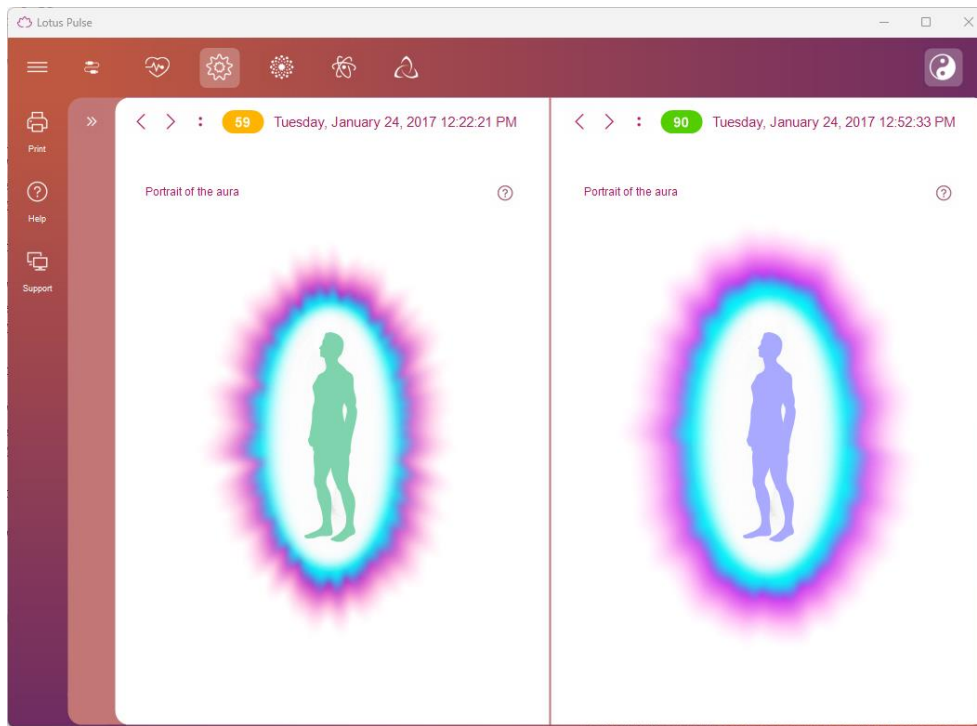 Lotus Pulse
Print
Help
Support
59 Tuesday, January 24, 2017 12:22:21 PM
Portrait of the aura
90 Tuesday, January 24, 2017 12:52:33 PM
Portrait of the aura